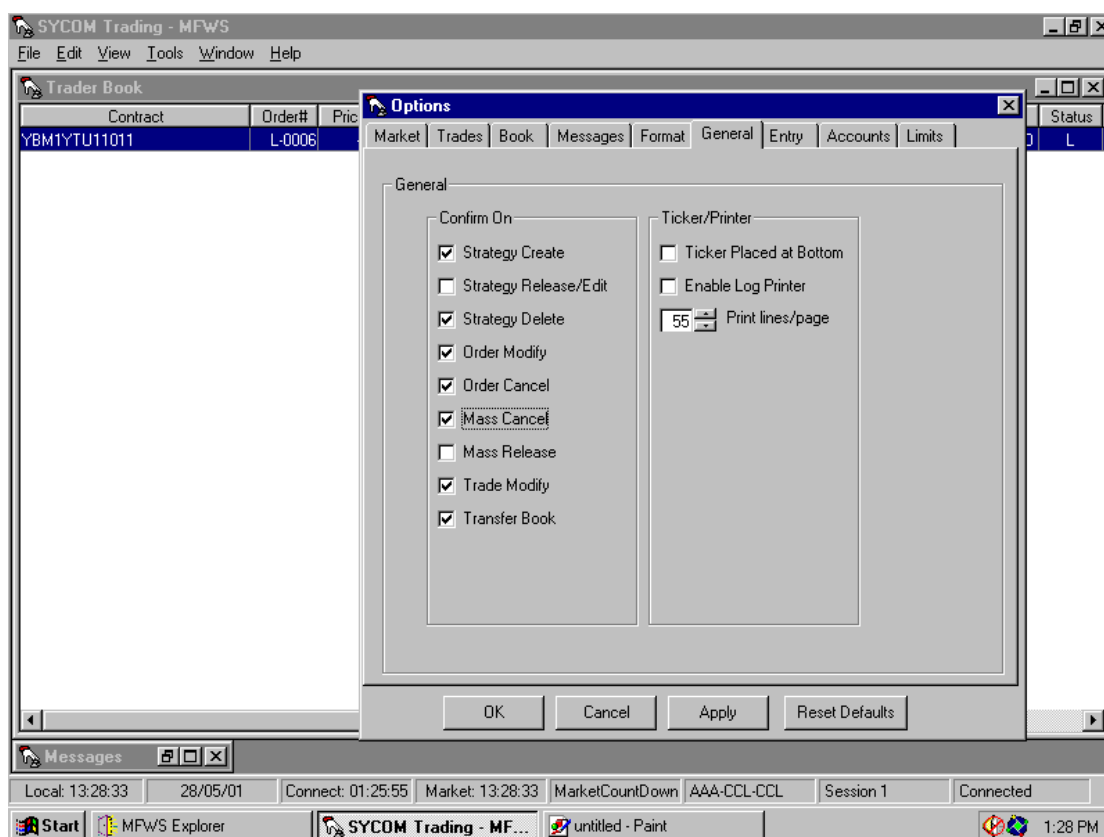 SYCOM Trading - MFWS
File Edit View Tools Window Help
Trader Book
Contract Order# Pric Status
YBM1YTU11011 L-0006 L
Options
Market Trades Book Messages Format General Entry Accounts Limits
General
Confirm On
Strategy Create
Strategy Release/Edit
Strategy Delete
Order Modify
Order Cancel
Mass Cancel
Mass Release
Trade Modify
Transfer Book
Ticker/Printer
Ticker Placed at Bottom
Enable Log Printer
55 Print lines/page
OK Cancel Apply Reset Defaults
Messages
Local: 13:28:33 28/05/01 Connect: 01:25:55 Market: 13:28:33 MarketCountDown AAA-CCL-CCL Session 1 Connected
Start MFWS Explorer SYCOM Trading - MF... untitled - Paint 1:28 PM